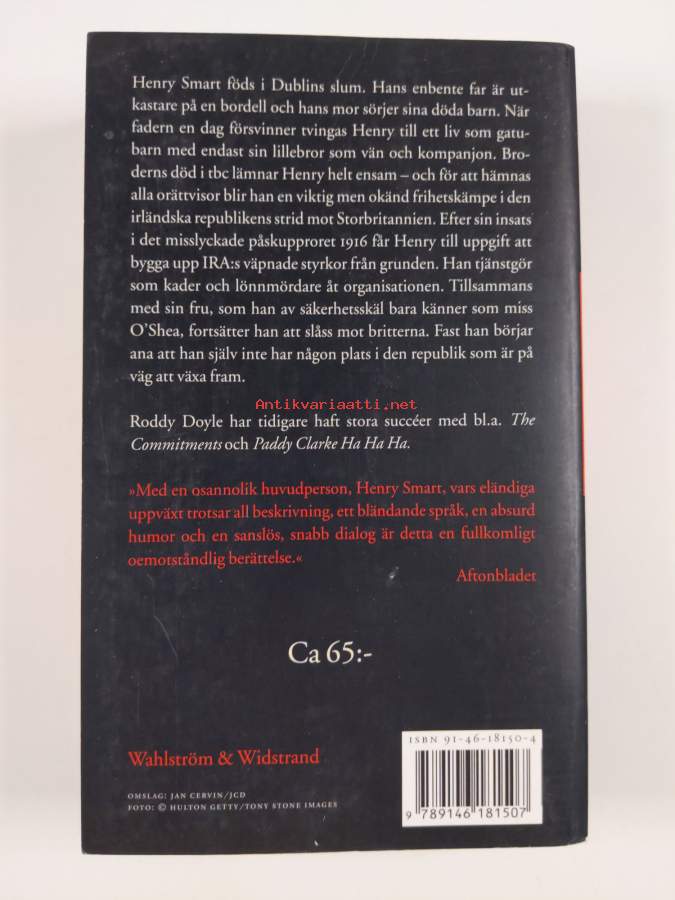 Henry Smart föds i Dublins slum. Hans enbente far är ut-
kastare på en bordell och hans mor sörjer sina döda barn. När
fadern en dag försvinner tvingas Henry till ett liv som gatu-
barn med endast sin lillebror som vän och kompanjon. Bro-
derns död i tbc lämnar Henry helt ensam – och för att hämnas
alla orättvisor blir han en viktig men okänd frihetskämpe i den
irländska republikens strid mot Storbritannien. Efter sin insats
i det misslyckade påskupproret 1916 får Henry till uppgift att
bygga upp IRA:s väpnade styrkor från grunden. Han tjänstgör
som kader och lönnmördare åt organisationen. Tillsammans
med sin fru, som han av säkerhetsskäl bara känner som miss
O'Shea, fortsätter han att slåss mot britterna. Fast han börjar
ana att han själv inte har någon plats i den republik som är på
väg att växa fram.
Antikvariaatti.net
Roddy Doyle har tidigare haft stora succéer med bl.a. The
Commitments och Paddy Clarke Ha Ha Ha.
»Med en osannolik huvudperson, Henry Smart, vars eländiga
uppväxt trotsar all beskrivning, ett bländande språk, en absurd
humor och en sanslös, snabb dialog är detta en fullkomligt
oemotståndlig berättelse.«
Aftonbladet
Ca 65:-
ISBN 91-46-18150-4
Wahlström & Widstrand
OMSLAG: JAN CERVIN/JCD
FOTO: © HULTON GETTY/TONY STONE IMAGES
9 789146 181507